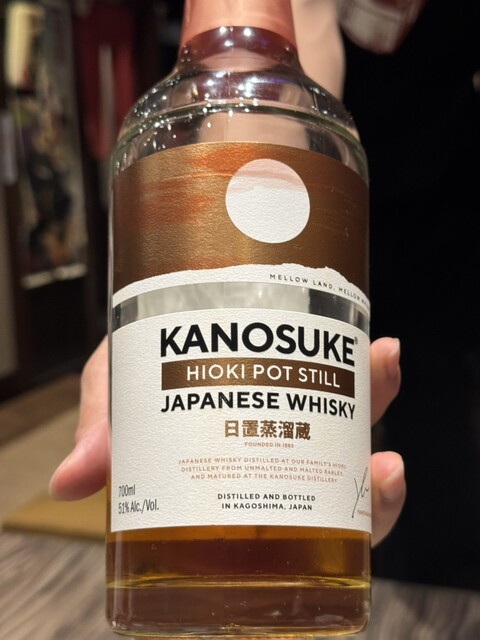 MELLOW LAND, MELLOW
KANOSUKE®
HIOKI POT STILL
JAPANESE WHISKY
日置蒸溜蔵
FOUNDED IN 1883
JAPANESE WHISKY DISTILLED AT OUR FAMILY'S HIOKI
DISTILLERY FROM UNMALTED AND MALTED BARLEY,
AND MATURED AT THE KANOSUKE DISTILLERY.
700ml
51% Alc./Vol.
DISTILLED AND BOTTLED
IN KAGOSHIMA, JAPAN